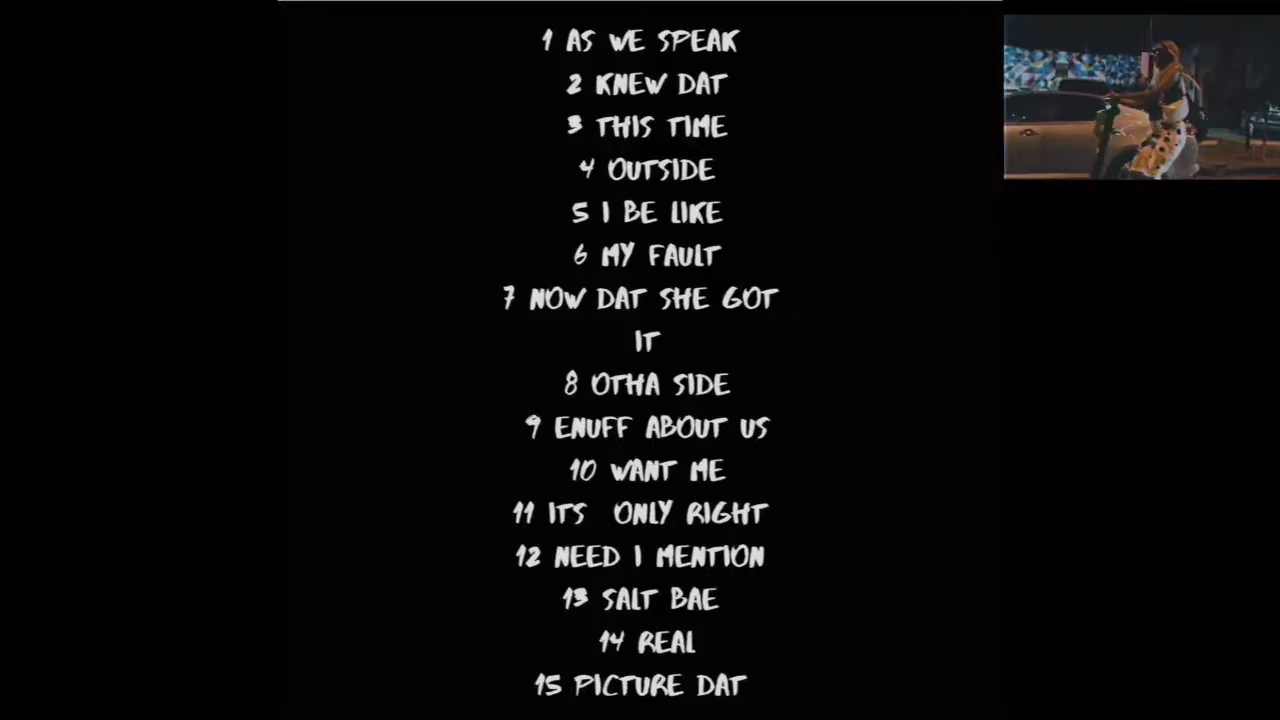 1 AS WE SPEAK
2 KNEW DAT
3 THIS TIME
4 OUTSIDE
5 I BE LIKE
6 MY FAULT
7 NOW DAT SHE GOT
IT
8 OTHA SIDE
9 ENUFF ABOUT US
10 WANT ME
11 ITS  ONLY RIGHT
12 NEED I MENTION
13 SALT BAE
14 REAL
15 PICTURE DAT